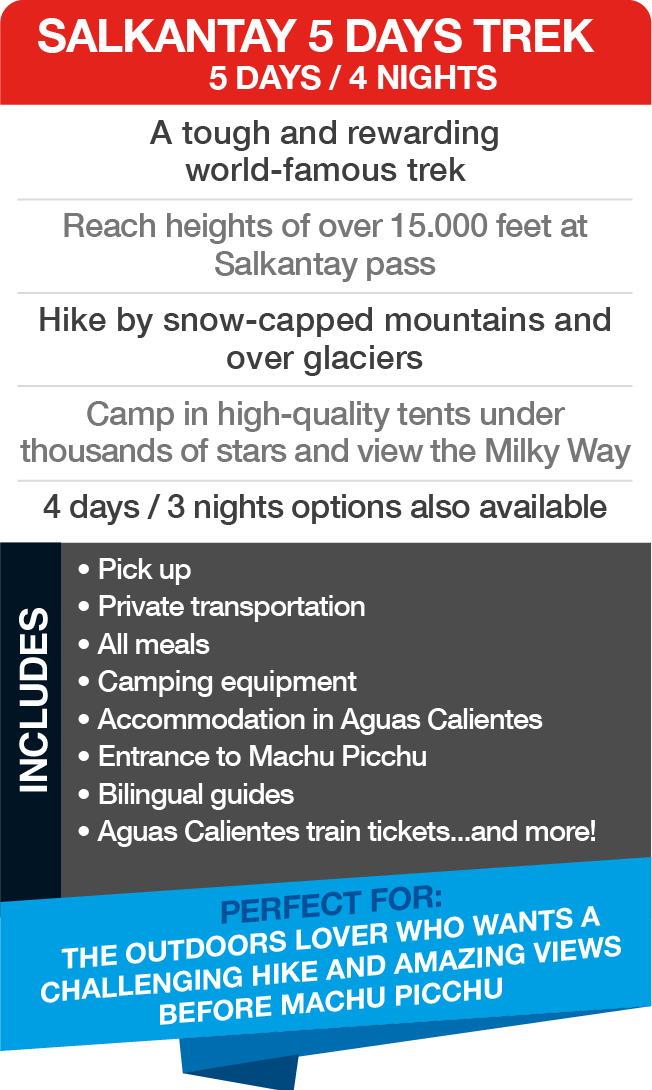 SALKANTAY 5 DAYS TREK
5 DAYS / 4 NIGHTS
A tough and rewarding
world-famous trek
Reach heights of over 15.000 feet at
Salkantay pass
Hike by snow-capped mountains and
over glaciers
Camp in high-quality tents under
thousands of stars and view the Milky Way
4 days / 3 nights options also available
INCLUDES
• Pick up
• Private transportation
• All meals
• Camping equipment
• Accommodation in Aguas Calientes
• Entrance to Machu Picchu
• Bilingual guides
• Aguas Calientes train tickets...and more!
PERFECT FOR:
THE OUTDOORS LOVER WHO WANTS A
CHALLENGING HIKE AND AMAZING VIEWS
BEFORE MACHU PICCHU